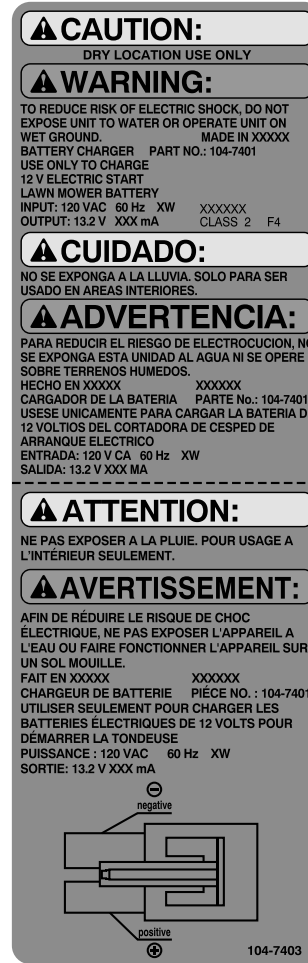 CAUTION:
DRY LOCATION USE ONLY
WARNING:
TO REDUCE RISK OF ELECTRIC SHOCK, DO NOT
EXPOSE UNIT TO WATER OR OPERATE UNIT ON
WET GROUND. MADE IN XXXXX
BATTERY CHARGER PART NO.: 104-7401
USE ONLY TO CHARGE
12 V ELECTRIC START
LAWN MOWER BATTERY
INPUT: 120 VAC 60 Hz XW XXXXXX
OUTPUT: 13.2 V XXX mA CLASS 2 F4
CUIDADO:
NO SE EXPONGA A LA LLUVIA. SOLO PARA SER
USADO EN AREAS INTERIORES.
ADVERTENCIA:
PARA REDUCIR EL RIESGO DE ELECTROCUCION, NO
SE EXPONGA ESTA UNIDAD AL AGUA NI SE OPERE
SOBRE TERRENOS HUMEDOS.
HECHO EN XXXXX XXXXXX
CARGADOR DE LA BATERIA PARTE No.: 104-7401
USESE UNICAMENTE PARA CARGAR LA BATERIA D
12 VOLTIOS DEL CORTADORA DE CESPED DE
ARRANQUE ELECTRICO
ENTRADA: 120 V CA 60 Hz XW
SALIDA: 13.2 V XXX MA
ATTENTION:
NE PAS EXPOSER A LA PLUIE. POUR USAGE A
L'INTÉRIEUR SEULEMENT.
AVERTISSEMENT:
AFIN DE RÉDUIRE LE RISQUE DE CHOC
ÉLECTRIQUE, NE PAS EXPOSER L'APPAREIL A
L'EAU OU FAIRE FONCTIONNER L'APPAREIL SUR
UN SOL MOUILLE.
FAIT EN XXXXX XXXXXX
CHARGEUR DE BATTERIE PIÉCE NO. : 104-7401
UTILISER SEULEMENT POUR CHARGER LES
BATTERIES ÉLECTRIQUES DE 12 VOLTS POUR
DÉMARRER LA TONDEUSE
PUISSANCE : 120 VAC 60 Hz XW
SORTIE: 13.2 V XXX mA
negative
positive
104-7403